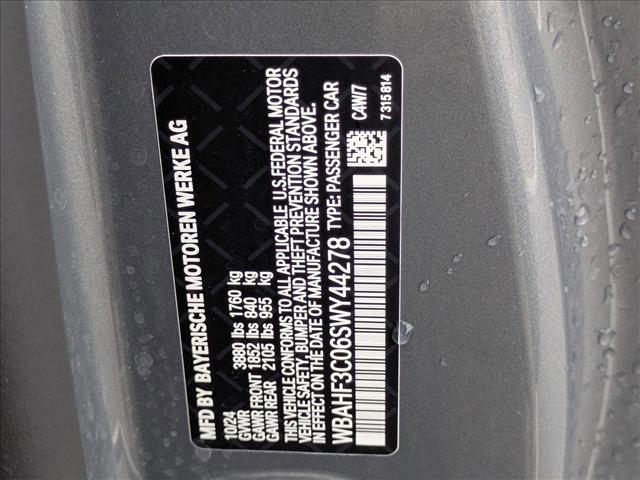 MFD BY BAYERISCHE MOTOREN WERKE AG
10/24
GVWR 3880 lbs 1760 kg
GAWR FRONT 1852 lbs 840 kg
GAWR REAR 2105 lbs 955 kg
THIS VEHICLE CONFORMS TO ALL APPLICABLE U.S.FEDERAL MOTOR
VEHICLE SAFETY, BUMPER AND THEFT PREVENTION STANDARDS
IN EFFECT ON THE DATE OF MANUFACTURE SHOWN ABOVE.
WBAHF3C06SWY44278 TYPE: PASSENGER CAR
C4W/7
7315814